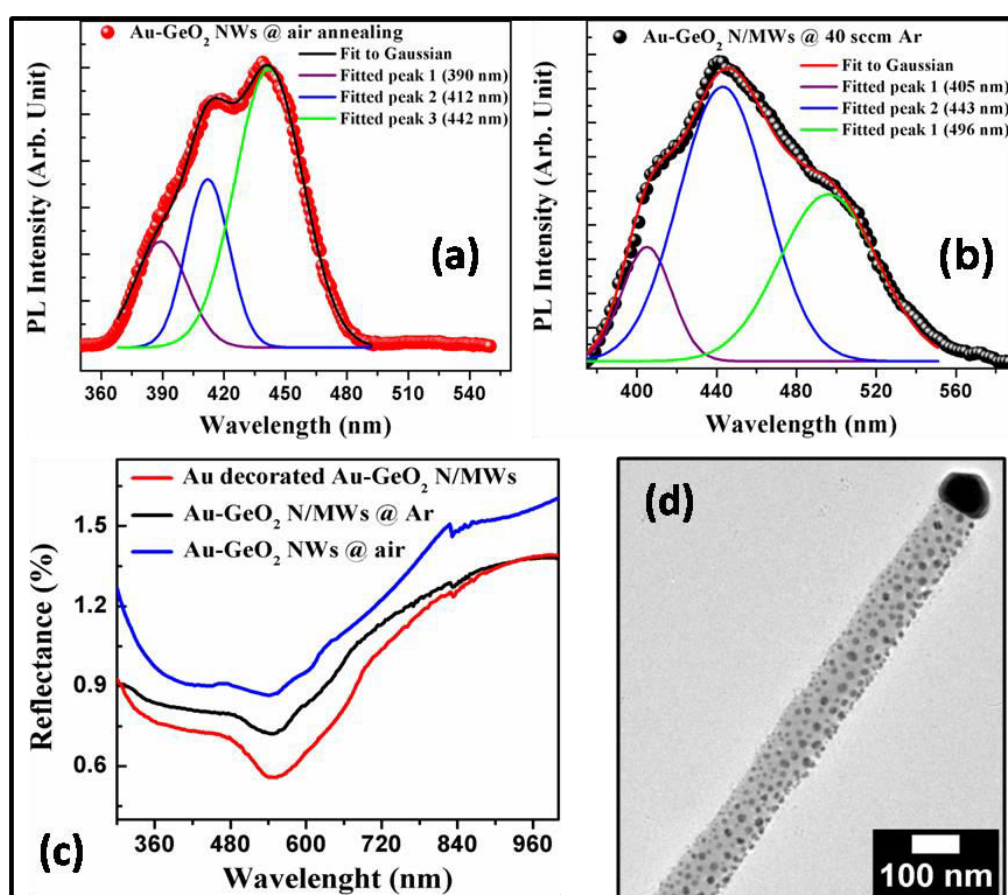 Au-GeO₂ NWs @ air annealing
Fit to Gaussian
Fitted peak 1 (390 nm)
Fitted peak 2 (412 nm)
Fitted peak 3 (442 nm)
(a)
PL Intensity (Arb. Unit)
360 390 420 450 480 510 540
Wavelength (nm)
Au-GeO₂ N/MWs @ 40 sccm Ar
Fit to Gaussian
Fitted peak 1 (405 nm)
Fitted peak 2 (443 nm)
Fitted peak 1 (496 nm)
(b)
PL Intensity (Arb. Unit)
400 440 480 520 560
Wavelength (nm)
Au decorated Au-GeO₂ N/MWs
Au-GeO₂ N/MWs @ Ar
Au-GeO₂ NWs @ air
Reflectance (%)
1.5
1.2
0.9
0.6
360 480 600 720 840 960
(c)
Wavelenght (nm)
(d)
100 nm